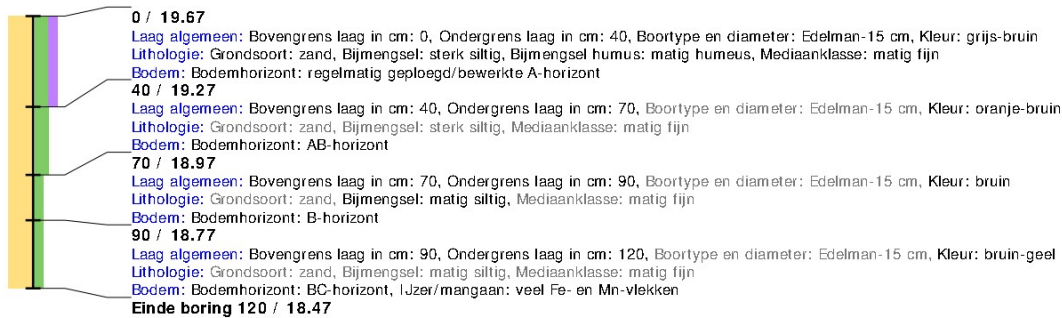 0 / 19.67
Laag algemeen: Bovengrens laag in cm: 0, Ondergrens laag in cm: 40, Boortype en diameter: Edelman-15 cm, Kleur: grijs-bruin
Lithologie: Grondsoort: zand, Bijmengsel: sterk siltig, Bijmengsel humus: matig humeus, Mediaanklasse: matig fijn
Bodem: Bodemhorizont: regelmatig geploegd/bewerkte A-horizont
40 / 19.27
Laag algemeen: Bovengrens laag in cm: 40, Ondergrens laag in cm: 70, Boortype en diameter: Edelman-15 cm, Kleur: oranje-bruin
Lithologie: Grondsoort: zand, Bijmengsel: sterk siltig, Mediaanklasse: matig fijn
Bodem: Bodemhorizont: AB-horizont
70 / 18.97
Laag algemeen: Bovengrens laag in cm: 70, Ondergrens laag in cm: 90, Boortype en diameter: Edelman-15 cm, Kleur: bruin
Lithologie: Grondsoort: zand, Bijmengsel: matig siltig, Mediaanklasse: matig fijn
Bodem: Bodemhorizont: B-horizont
90 / 18.77
Laag algemeen: Bovengrens laag in cm: 90, Ondergrens laag in cm: 120, Boortype en diameter: Edelman-15 cm, Kleur: bruin-geel
Lithologie: Grondsoort: zand, Bijmengsel: matig siltig, Mediaanklasse: matig fijn
Bodem: Bodemhorizont: BC-horizont, IJzer/mangaan: veel Fe- en Mn-vlekken
Einde boring 120 / 18.47